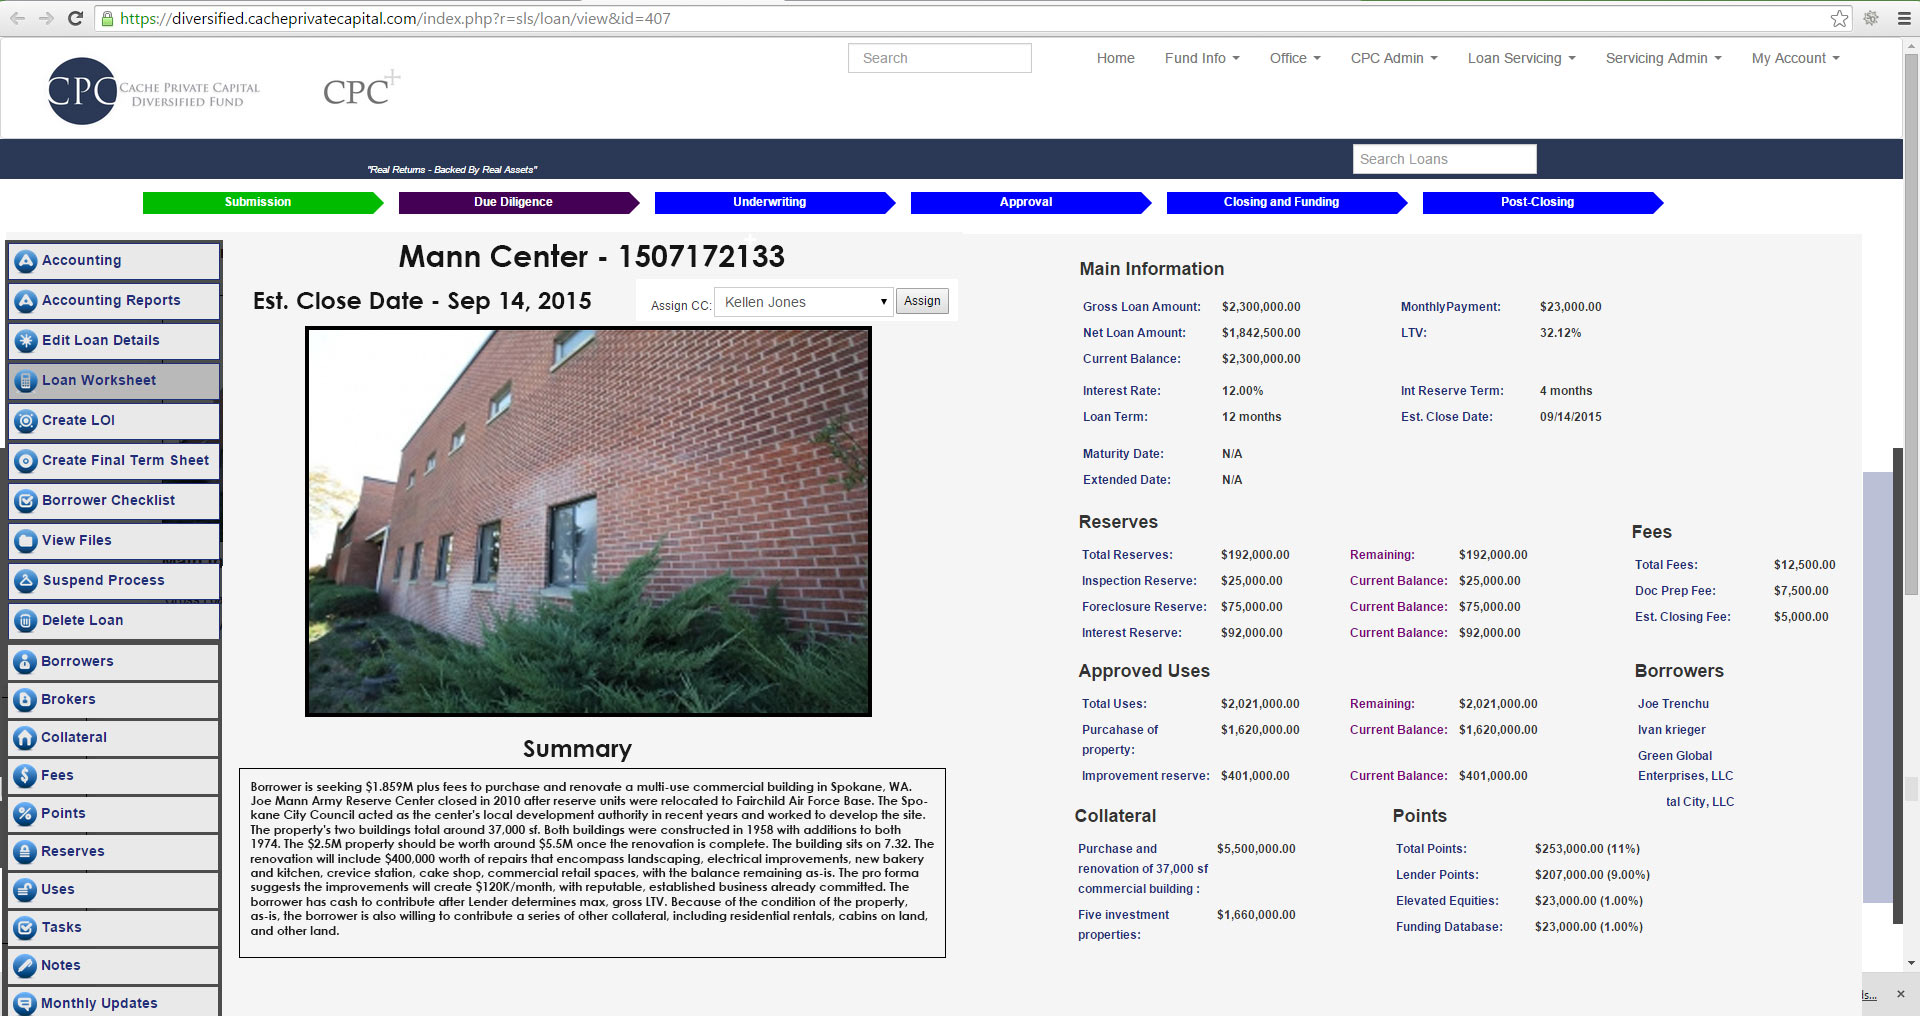 https://diversified.cacheprivatecapital.com/index.php?r=sls/loan/view&id=407
Search
Home Fund Info Office CPC Admin Loan Servicing Servicing Admin My Account
CPC Cache Private Capital
Diversified Fund
CPC+
"Real Returns - Backed By Real Assets"
Search Loans
Submission Due Diligence Underwriting Approval Closing and Funding Post-Closing
Accounting
Accounting Reports
Edit Loan Details
Loan Worksheet
Create LOI
Create Final Term Sheet
Borrower Checklist
View Files
Suspend Process
Delete Loan
Borrowers
Brokers
Collateral
Fees
Points
Reserves
Uses
Tasks
Notes
Monthly Updates
Mann Center - 1507172133
Est. Close Date - Sep 14, 2015
Assign CC: Kellen Jones Assign
Summary
Borrower is seeking $1.859M plus fees to purchase and renovate a multi-use commercial building in Spokane, WA.
Joe Mann Army Reserve Center closed in 2010 after reserve units were relocated to Fairchild Air Force Base. The Spo-
kane City Council acted as the center's local development authority in recent years and worked to develop the site.
The property's two buildings total around 37,000 sf. Both buildings were constructed in 1958 with additions to both
1974. The $2.5M property should be worth around $5.5M once the renovation is complete. The building sits on 7.32. The
renovation will include $400,000 worth of repairs that encompass landscaping, electrical improvements, new bakery
and kitchen, crevice station, cake shop, commercial retail spaces, with the balance remaining as-is. The pro forma
suggests the improvements will create $120K/month, with reputable, established business already committed. The
borrower has cash to contribute after Lender determines max, gross LTV. Because of the condition of the property,
as-is, the borrower is also willing to contribute a series of other collateral, including residential rentals, cabins on land,
and other land.
Main Information
Gross Loan Amount: $2,300,000.00 MonthlyPayment: $23,000.00
Net Loan Amount: $1,842,500.00 LTV: 32.12%
Current Balance: $2,300,000.00
Interest Rate: 12.00% Int Reserve Term: 4 months
Loan Term: 12 months Est. Close Date: 09/14/2015
Maturity Date: N/A
Extended Date: N/A
Reserves
Total Reserves: $192,000.00 Remaining: $192,000.00
Inspection Reserve: $25,000.00 Current Balance: $25,000.00
Foreclosure Reserve: $75,000.00 Current Balance: $75,000.00
Interest Reserve: $92,000.00 Current Balance: $92,000.00
Fees
Total Fees: $12,500.00
Doc Prep Fee: $7,500.00
Est. Closing Fee: $5,000.00
Approved Uses
Total Uses: $2,021,000.00 Remaining: $2,021,000.00
Purcahase of $1,620,000.00 Current Balance: $1,620,000.00
property:
Improvement reserve: $401,000.00 Current Balance: $401,000.00
Borrowers
Joe Trenchu
Ivan krieger
Green Global
Enterprises, LLC
tal City, LLC
Collateral
Purchase and $5,500,000.00
renovation of 37,000 sf
commercial building :
Five investment $1,660,000.00
properties:
Points
Total Points: $253,000.00 (11%)
Lender Points: $207,000.00 (9.00%)
Elevated Equities: $23,000.00 (1.00%)
Funding Database: $23,000.00 (1.00%)